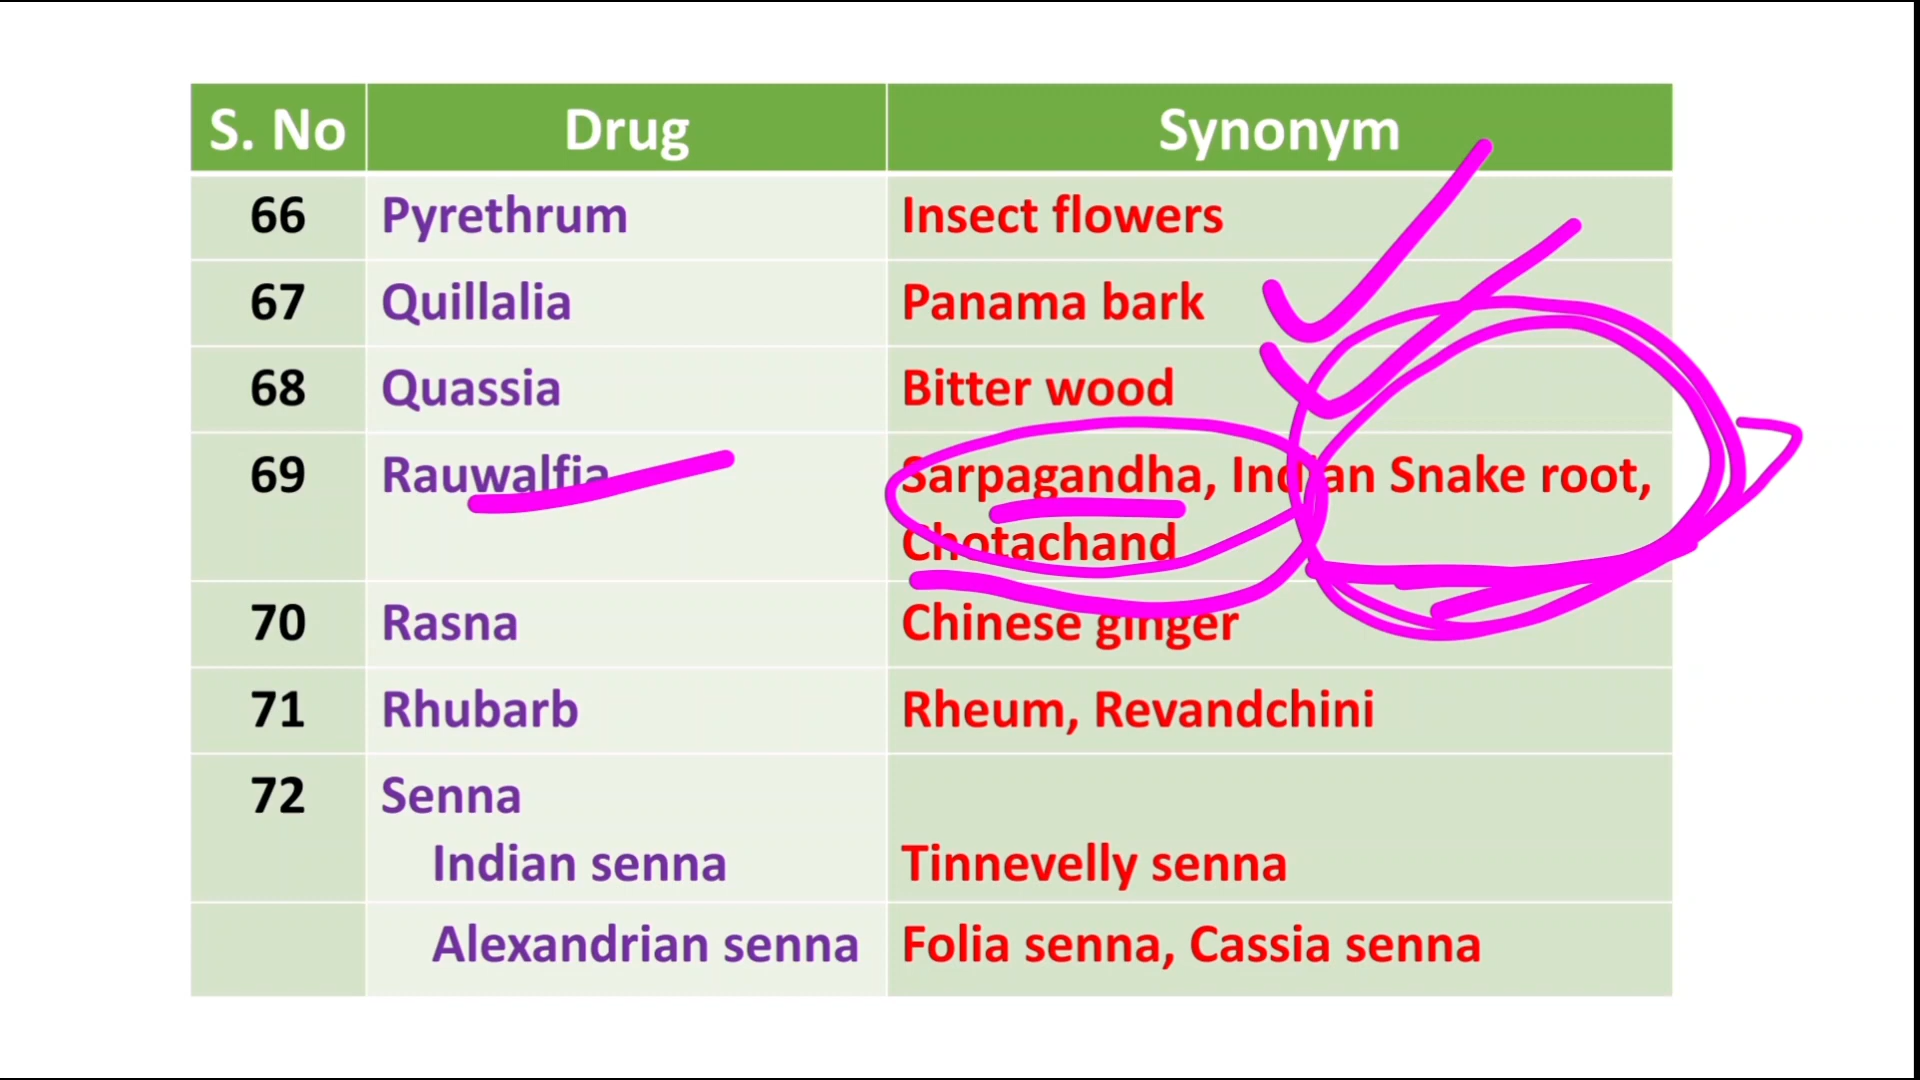 S. No Drug Synonym
66 Pyrethrum Insect flowers
67 Quillalia Panama bark
68 Quassia Bitter wood
69 Rauwalfia Sarpagandha, Indian Snake root,
Chotachand
70 Rasna Chinese ginger
71 Rhubarb Rheum, Revandchini
72 Senna
Indian senna Tinnevelly senna
Alexandrian senna Folia senna, Cassia senna